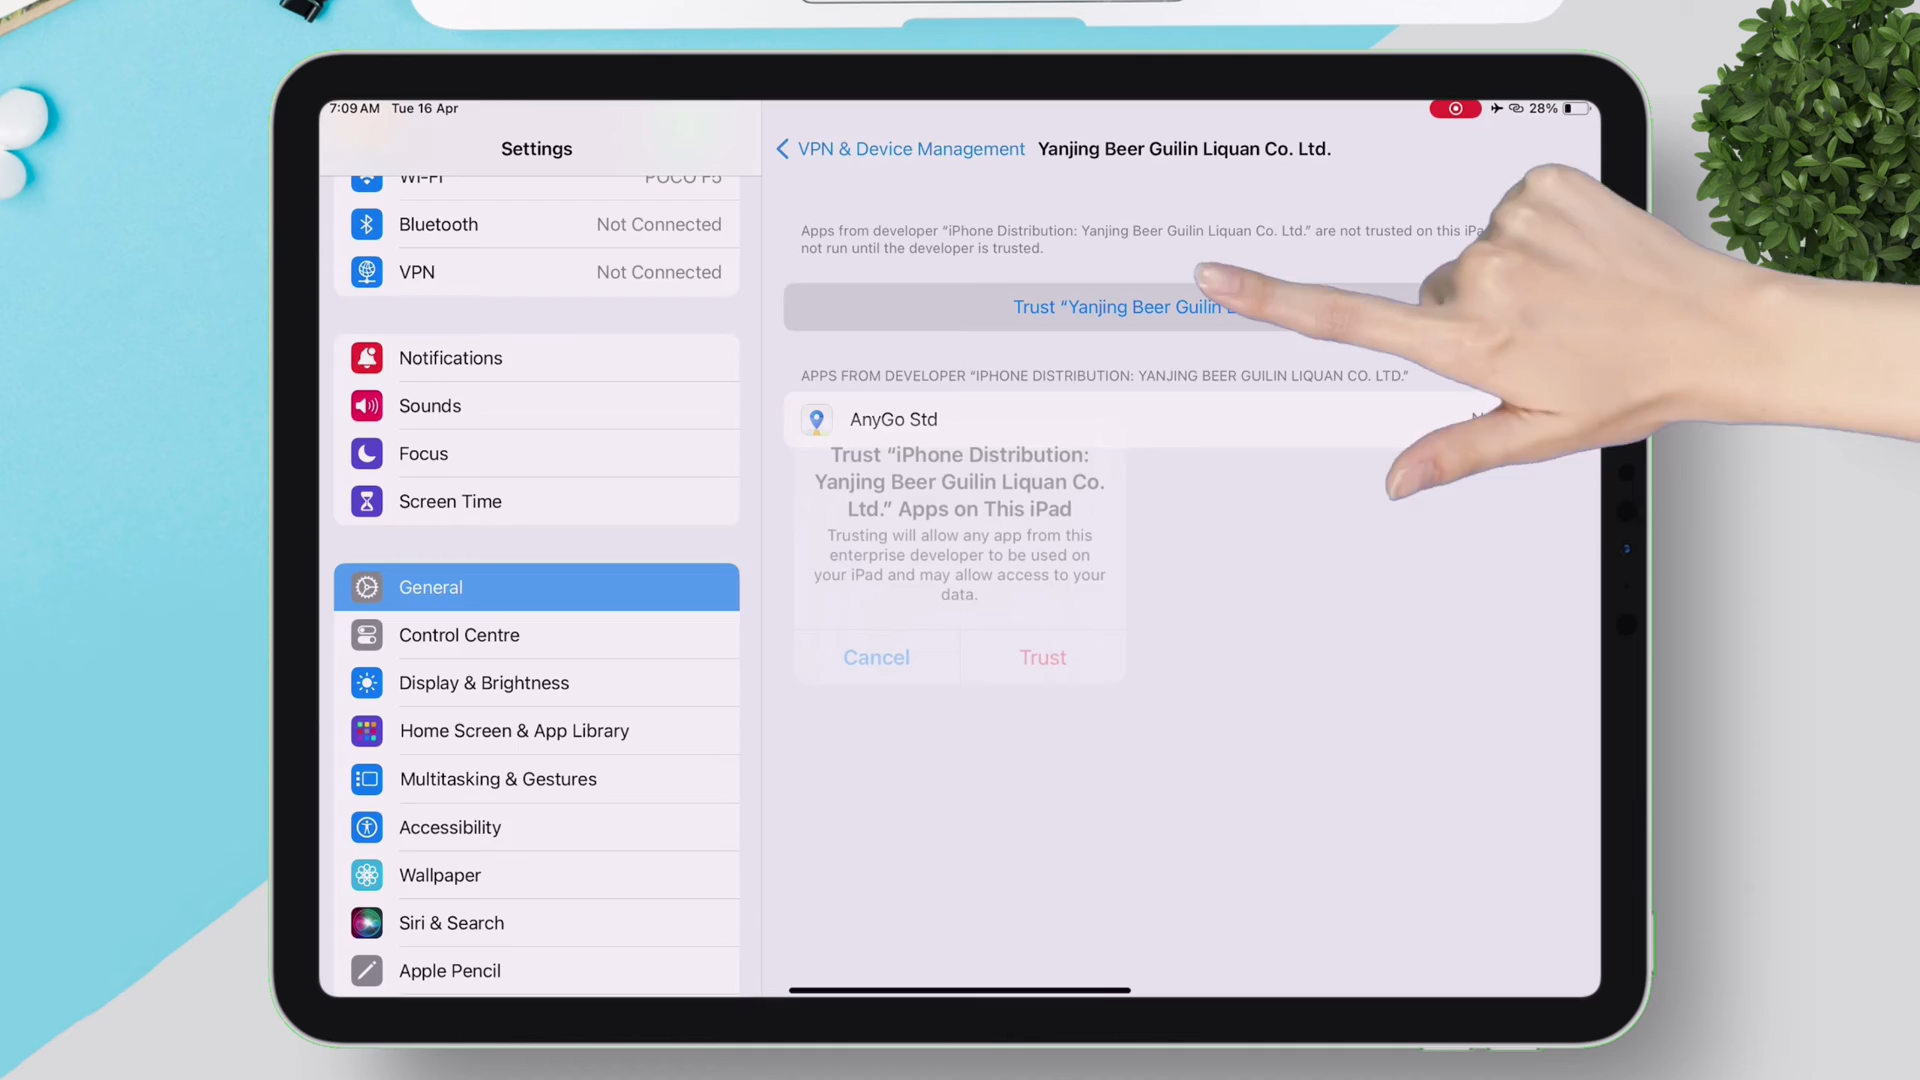 7:09 AM Tue 16 Apr
28%
Settings
VPN & Device Management
Yanjing Beer Guilin Liquan Co. Ltd.
Wi-Fi
POCO F5
Bluetooth
Not Connected
VPN
Not Connected
Notifications
Sounds
Focus
Screen Time
General
Control Centre
Display & Brightness
Home Screen & App Library
Multitasking & Gestures
Accessibility
Wallpaper
Siri & Search
Apple Pencil
Apps from developer “iPhone Distribution: Yanjing Beer Guilin Liquan Co. Ltd.” are not trusted on this
not run until the developer is trusted.
Trust “Yanjing Beer Guilin
APPS FROM DEVELOPER “IPHONE DISTRIBUTION: YANJING BEER GUILIN LIQUAN CO. LTD.”
AnyGo Std
Trust “iPhone Distribution:
Yanjing Beer Guilin Liquan Co.
Ltd.” Apps on This iPad
Trusting will allow any app from this
enterprise developer to be used on
your iPad and may allow access to your
data.
Cancel
Trust